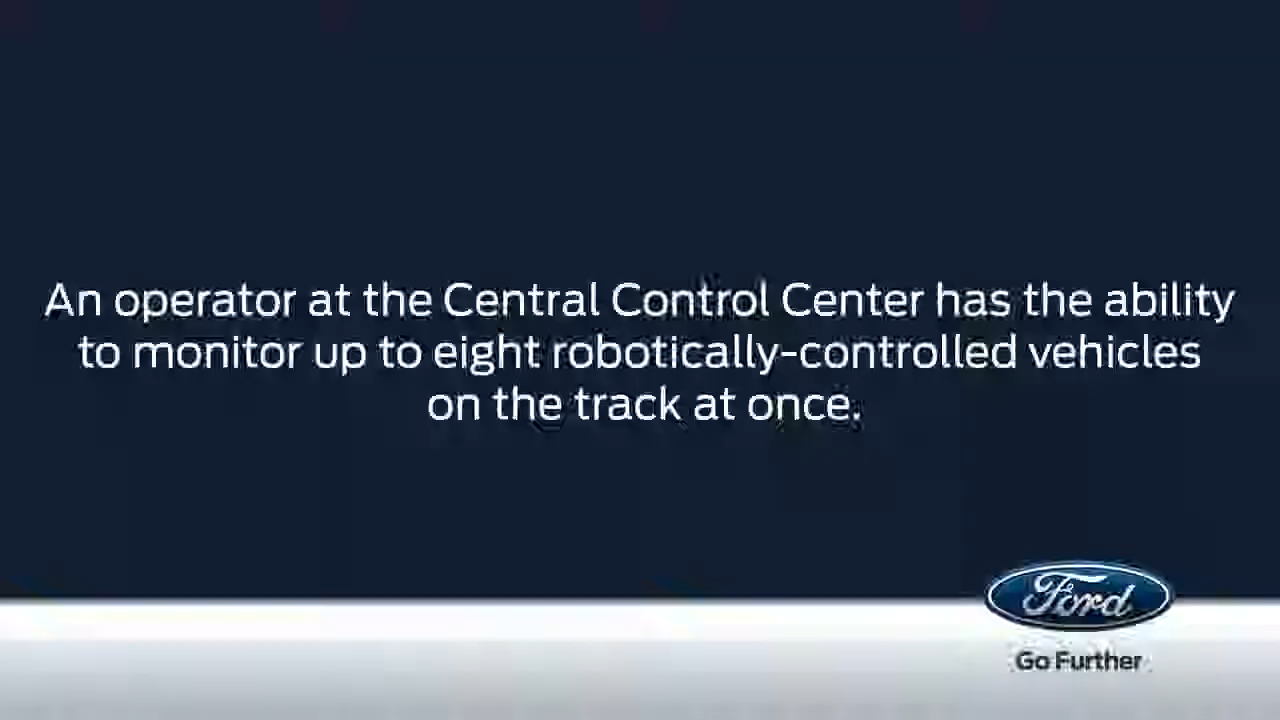 An operator at the Central Control Center has the ability
to monitor up to eight robotically-controlled vehicles
on the track at once.
Ford
Go Further